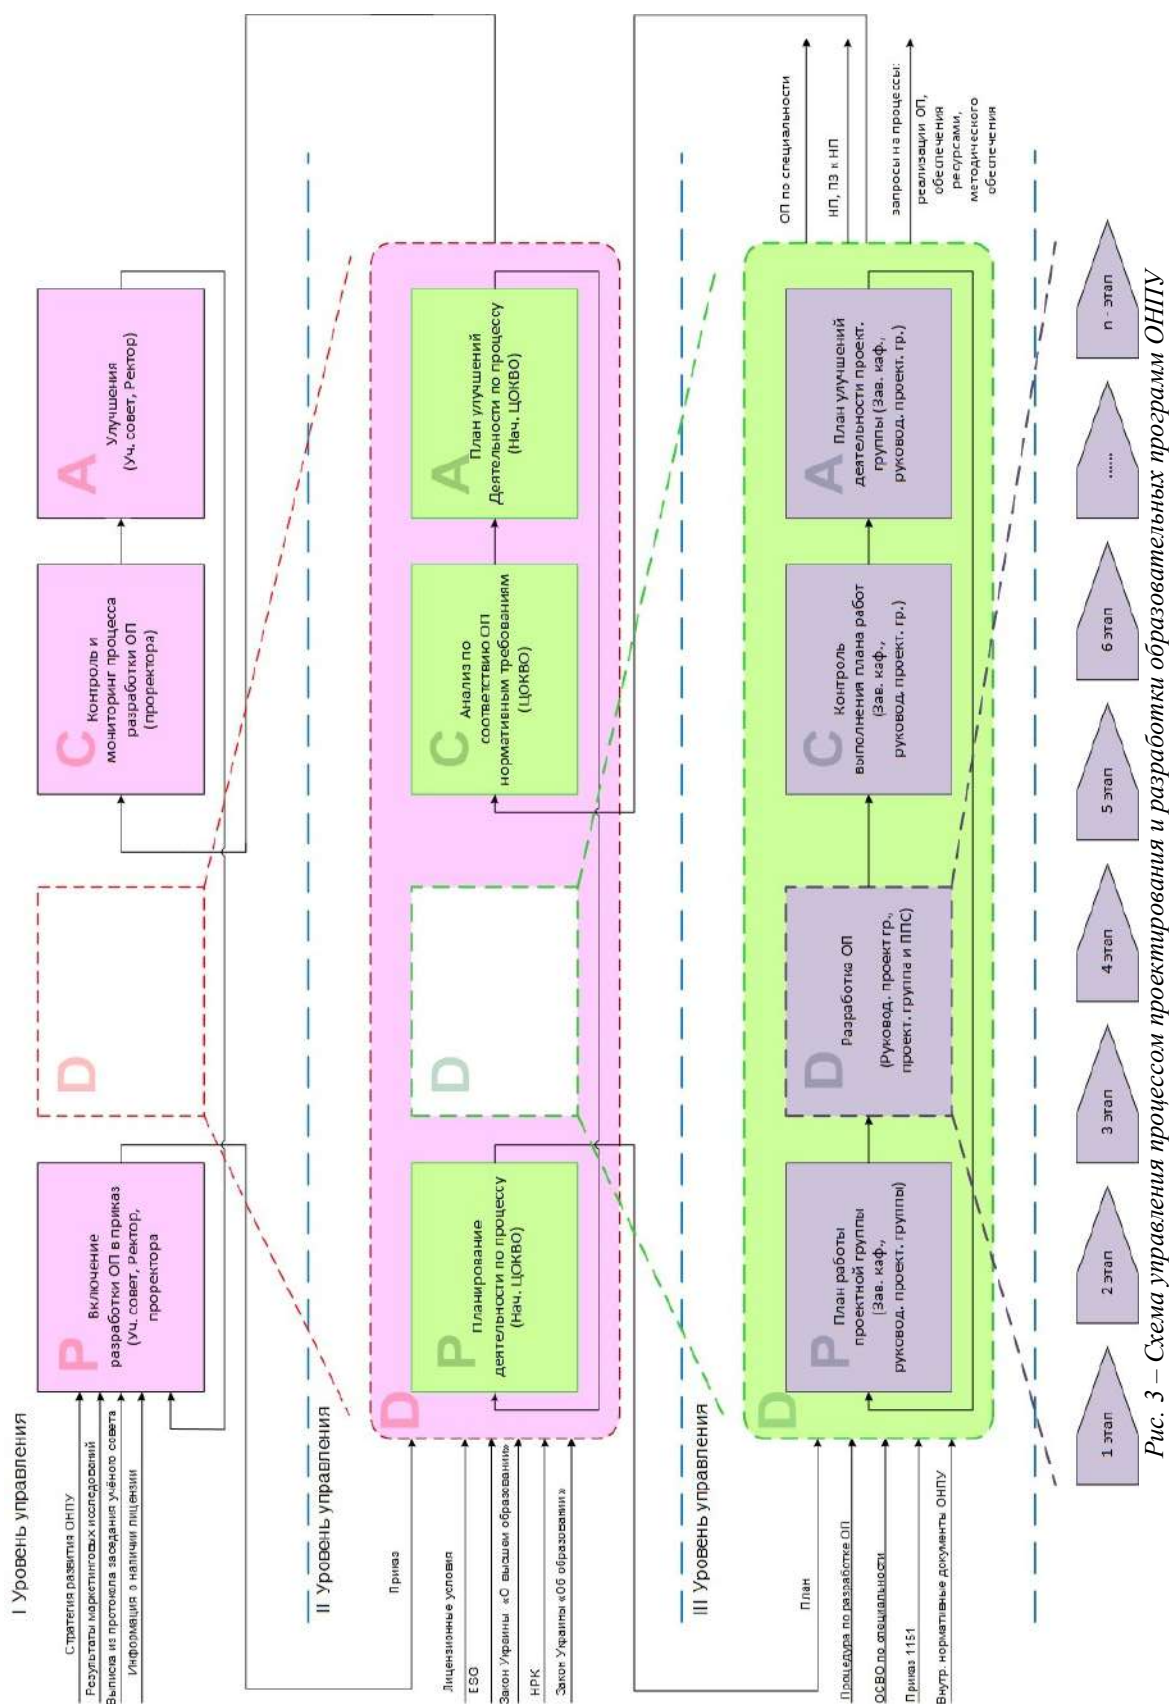 I Уровень управления
Стратегия развития ОНПУ
Результаты маркетинговых исследований
Выписка из протокола заседания учёного совета
Информация о наличии лицензии
P
Включение
разработки ОП в приказ
(Уч. совет, Ректор,
проректора
D
C
Контроль и
мониторинг процесса
разработки ОП
(проректора)
A
Улучшения
(Уч. совет, Ректор)
II Уровень управления
Приказ
Лицензионные условия
ESG
Закон Украины «О высшем образовании»
НРК
Закон Украины «Об образовании»
D
P
Планирование
деятельности по процессу
(Нач. ЦОКВО)
D
C
Анализ по
соответствию ОП
нормативным требованиям
(ЦОКВО)
A
План улучшений
Деятельности по процессу
(Нач. ЦОКВО)
III Уровень управления
План
Процедура по разработке ОП
ОСВО по специальности
Приказ 1151
Внутр. нормативные документы ОНПУ
D
P
План работы
проектной группы
(Зав. каф.,
руковод. проект. группы)
D
Разработка ОП
(Руковод. проект гр.,
проект. группа и ППС)
C
Контроль
выполнения плана работ
(Зав. каф.,
руковод. проект. гр.)
A
План улучшений
деятельности проект.
группы (Зав. каф.,
руковод. проект. гр.)
ОП по специальности
НП, ПЗ к НП
запросы на процессы:
реализации ОП,
обеспечения
ресурсами,
методического
обеспечения
1 этап
2 этап
3 этап
4 этап
5 этап
6 этап
......
n - этап
Рис. 3 – Схема управления процессом проектирования и разработки образовательных программ ОНПУ